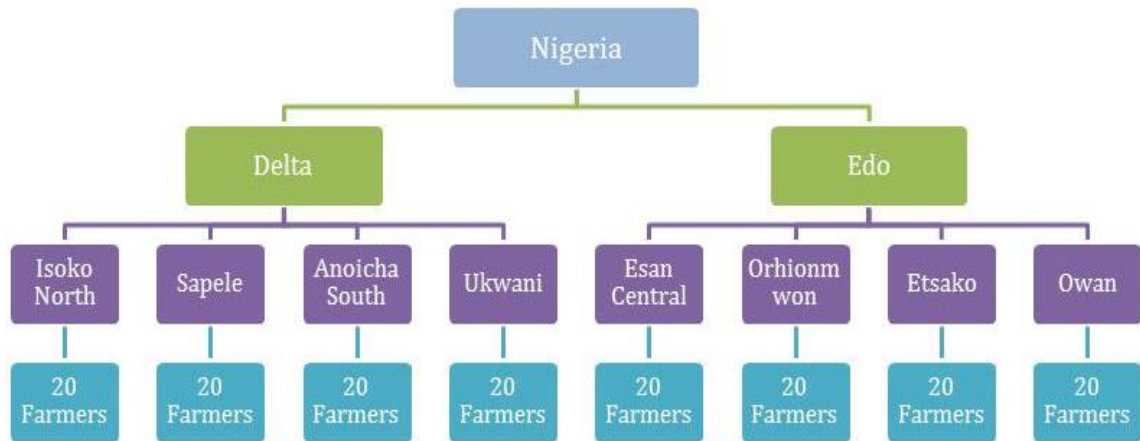 Nigeria
Delta
Edo
Isoko
North
Sapele
Anoicha
South
Ukwani
Esan
Central
Orhionm
won
Etsako
Owan
20
Farmers
20
Farmers
20
Farmers
20
Farmers
20
Farmers
20
Farmers
20
Farmers
20
Farmers